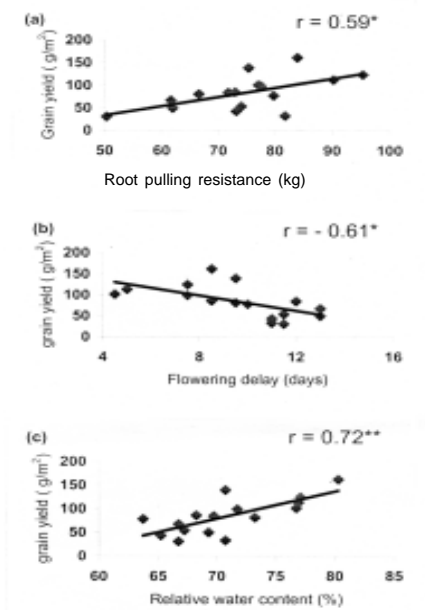 (a)
r = 0.59*
Grain yield ( g/m²)
200
150
100
50
0
50 60 70 80 90 100
Root pulling resistance (kg)
(b)
r = - 0.61*
grain yield ( g/m²)
200
150
100
50
0
4 8 12 16
Flowering delay (days)
(c)
r = 0.72**
grain yield ( g/m²)
200
150
100
50
0
60 65 70 75 80 85
Relative water content (%)